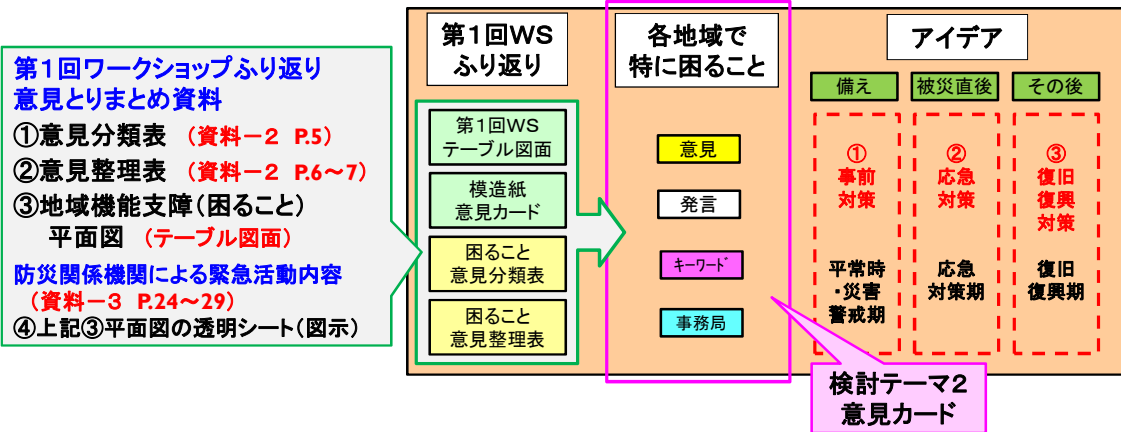 第1回ワークショップふり返り
意見とりまとめ資料
①意見分類表 (資料－2 P.5)
②意見整理表 (資料－2 P.6～7)
③地域機能支障(困ること)
平面図 (テーブル図面)
防災関係機関による緊急活動内容
(資料－3 P.24～29)
④上記③平面図の透明シート(図示)
第1回WS
ふり返り
第1回WS
テーブル図面
模造紙
意見カード
困ること
意見分類表
困ること
意見整理表
各地域で
特に困ること
意見
発言
キーワード
事務局
アイデア
備え
被災直後
その後
①
事前
対策
平常時
・災害
警戒期
②
応急
対策
応急
対策期
③
復旧
復興
対策
復旧
復興期
検討テーマ2
意見カード